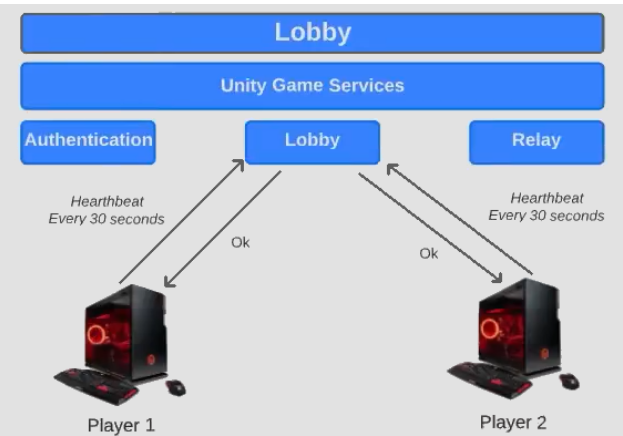 Lobby
Unity Game Services
Authentication
Lobby
Relay
Hearthbeat
Every 30 seconds
Ok
Ok
Hearthbeat
Every 30 seconds
Player 1
Player 2